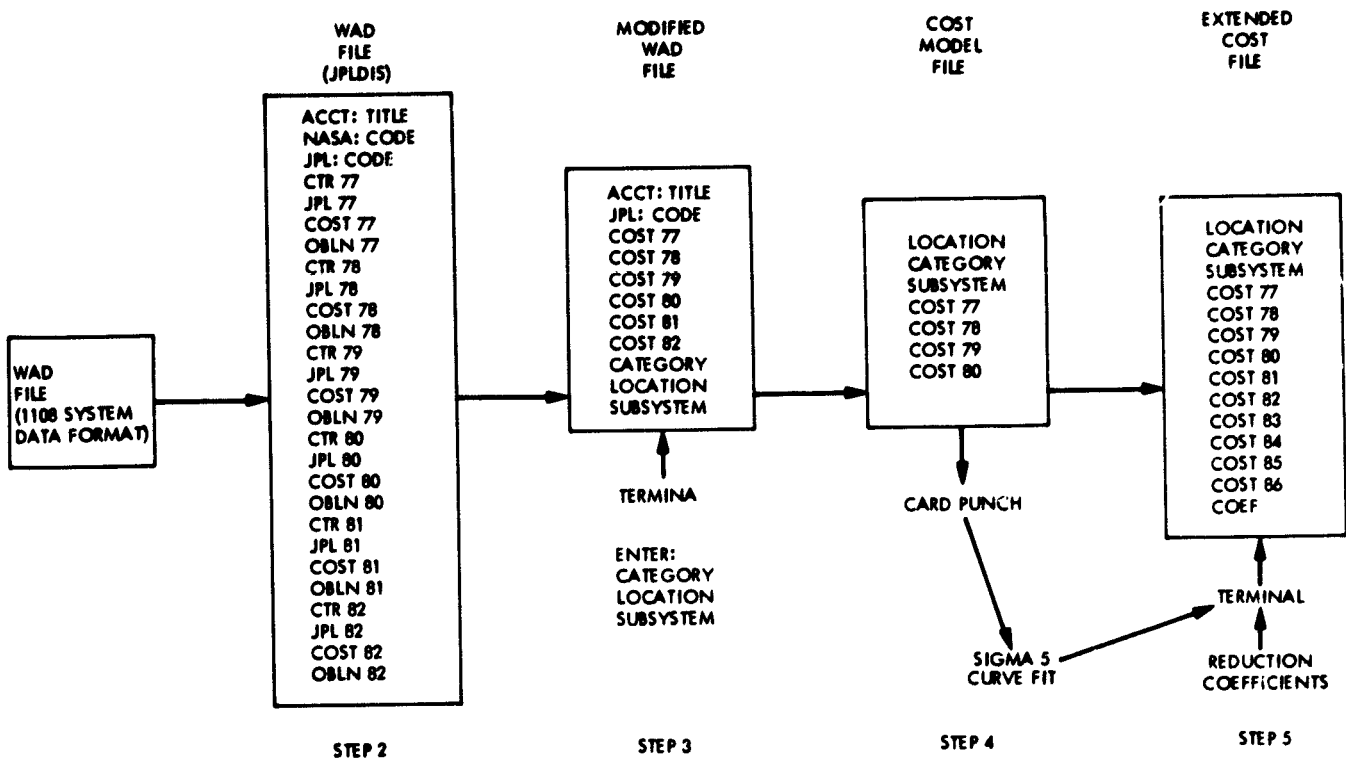 WAD
FILE
(JPLDIS)
MODIFIED
WAD
FILE
COST
MODEL
FILE
EXTENDED
COST
FILE
WAD
FILE
(1108 SYSTEM
DATA FORMAT)
ACCT: TITLE
NASA: CODE
JPL: CODE
CTR 77
JPL 77
COST 77
OBLN 77
CTR 78
JPL 78
COST 78
OBLN 78
CTR 79
JPL 79
COST 79
OBLN 79
CTR 80
JPL 80
COST 80
OBLN 80
CTR 81
JPL 81
COST 81
OBLN 81
CTR 82
JPL 82
COST 82
OBLN 82
ACCT: TITLE
JPL: CODE
COST 77
COST 78
COST 79
COST 80
COST 81
COST 82
CATEGORY
LOCATION
SUBSYSTEM
TERMINA
ENTER:
CATEGORY
LOCATION
SUBSYSTEM
LOCATION
CATEGORY
SUBSYSTEM
COST 77
COST 78
COST 79
COST 80
CARD PUNCH
SIGMA 5
CURVE FIT
LOCATION
CATEGORY
SUBSYSTEM
COST 77
COST 78
COST 79
COST 80
COST 81
COST 82
COST 83
COST 84
COST 85
COST 86
COEF
TERMINAL
REDUCTION
COEFFICIENTS
STEP 2
STEP 3
STEP 4
STEP 5